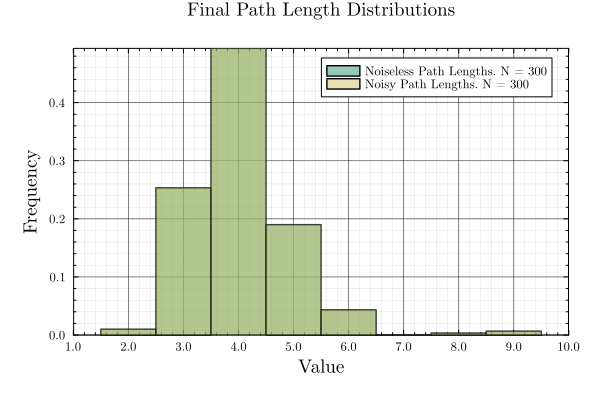 Final Path Length Distributions
Noiseless Path Lengths. N = 300
Noisy Path Lengths. N = 300
Frequency
0.4
0.3
0.2
0.1
0.0
1.0 2.0 3.0 4.0 5.0 6.0 7.0 8.0 9.0 10.0
Value